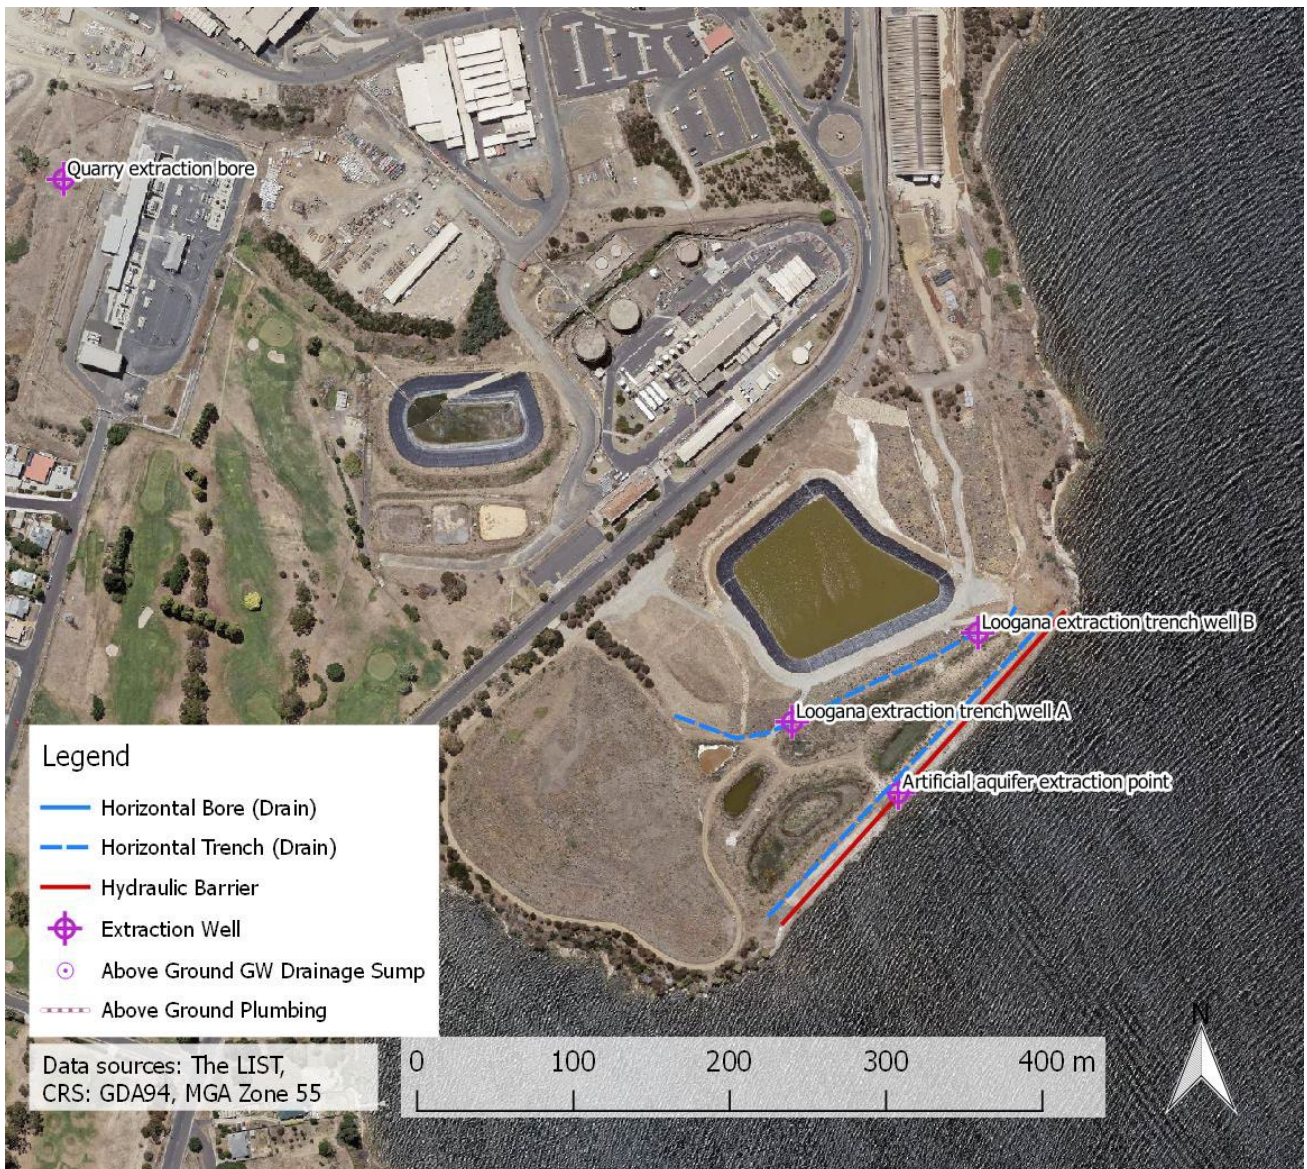 Quarry extraction bore
Loogana extraction trench well B
Loogana extraction trench well A
Artificial aquifer extraction point
Legend
Horizontal Bore (Drain)
Horizontal Trench (Drain)
Hydraulic Barrier
Extraction Well
Above Ground GW Drainage Sump
Above Ground Plumbing
Data sources: The LIST,
CRS: GDA94, MGA Zone 55
0 100 200 300 400 m
N